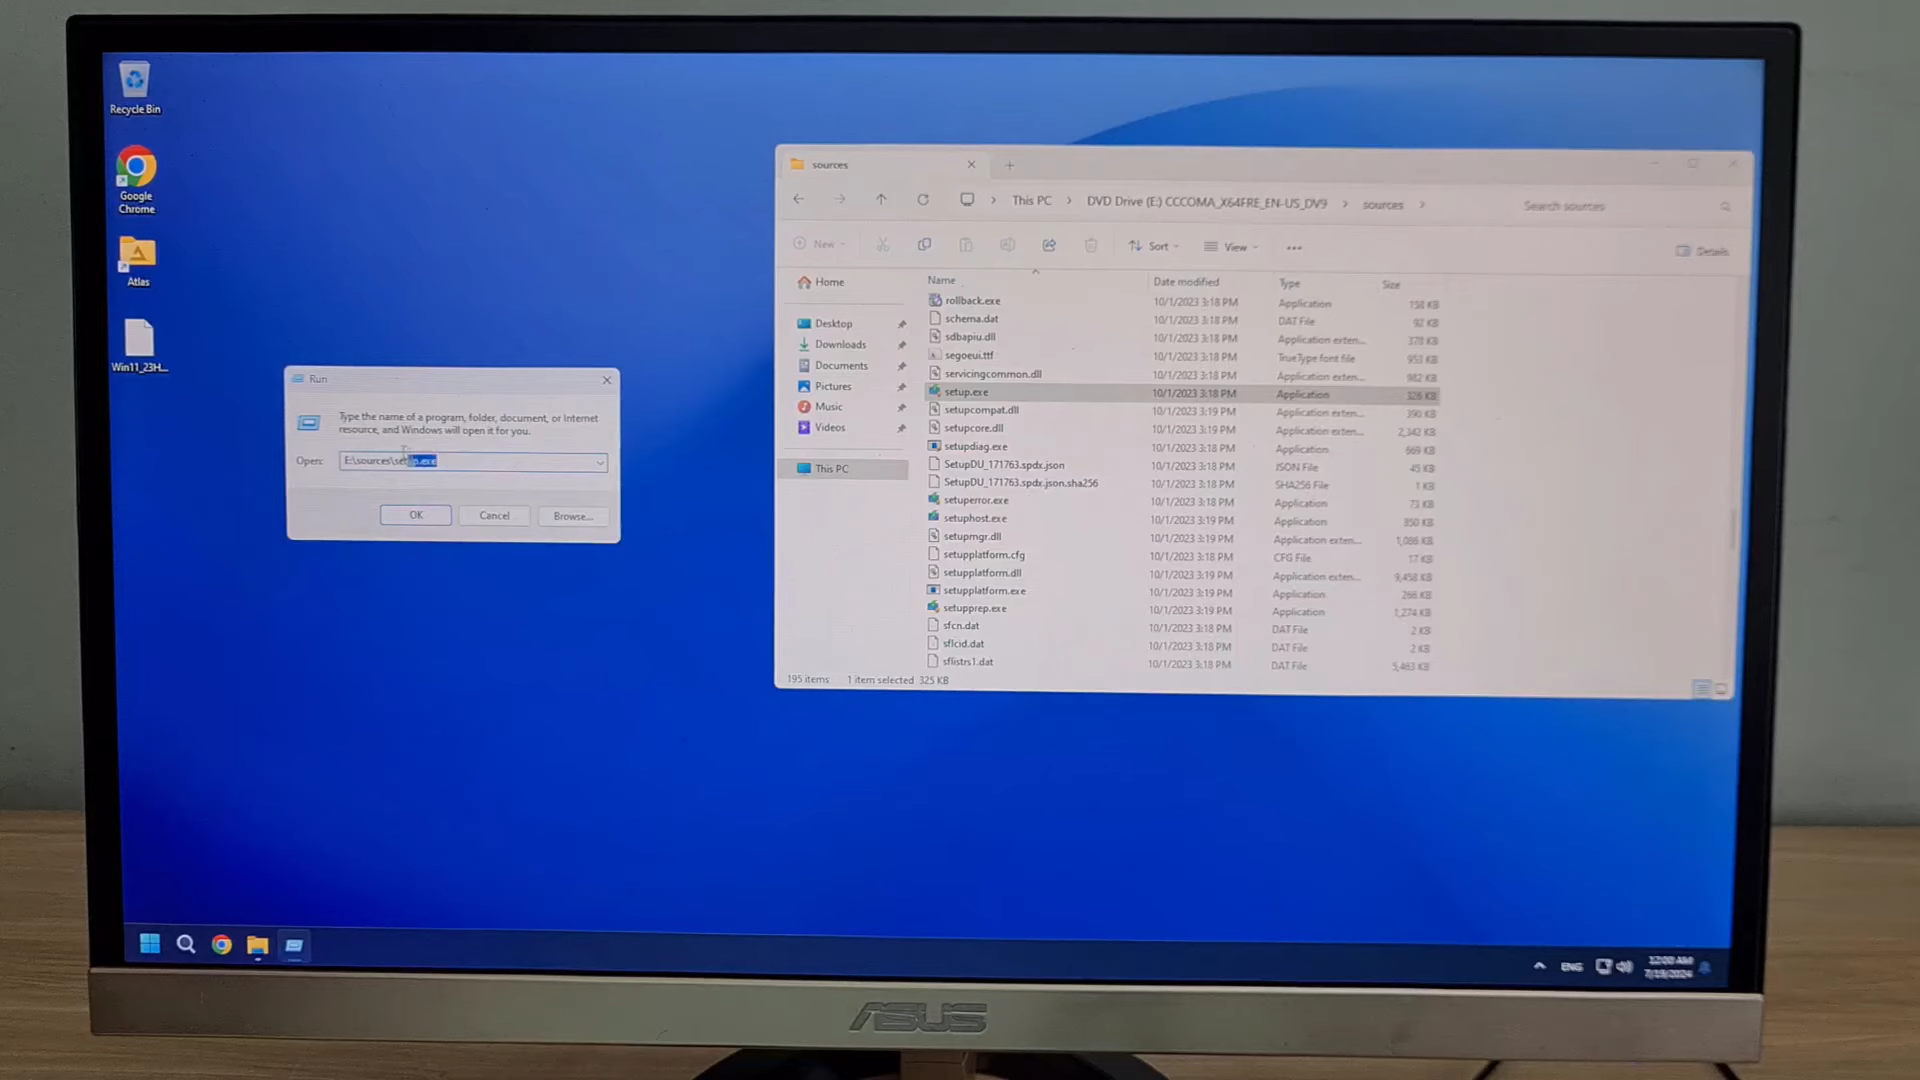 Recycle Bin
Google
Chrome
Atlas
Win11_23H...
Run
Type the name of a program, folder, document, or Internet
resource, and Windows will open it for you.
Open:
E:\sources\setup.exe
OK
Cancel
Browse...
sources
This PC
DVD Drive (E:) CCCOMA_X64FRE_EN-US_DV9
sources
Search sources
New
Sort
View
Details
Home
Desktop
Downloads
Documents
Pictures
Music
Videos
This PC
Name Date modified Type Size
rollback.exe 10/1/2023 3:18 PM Application 158 KB
schema.dat 10/1/2023 3:18 PM DAT File 92 KB
sdbapiu.dll 10/1/2023 3:18 PM Application exten... 378 KB
segoeui.ttf 10/1/2023 3:18 PM TrueType font file 953 KB
servicingcommon.dll 10/1/2023 3:18 PM Application exten... 982 KB
setup.exe 10/1/2023 3:18 PM Application 326 KB
setupcompat.dll 10/1/2023 3:19 PM Application exten... 390 KB
setupcore.dll 10/1/2023 3:19 PM Application exten... 2,342 KB
setupdiag.exe 10/1/2023 3:18 PM Application 669 KB
SetupDU_171763.spdx.json 10/1/2023 3:18 PM JSON File 45 KB
SetupDU_171763.spdx.json.sha256 10/1/2023 3:18 PM SHA256 File 1 KB
setuperror.exe 10/1/2023 3:18 PM Application 73 KB
setuphost.exe 10/1/2023 3:19 PM Application 850 KB
setupmgr.dll 10/1/2023 3:19 PM Application exten... 1,086 KB
setupplatform.cfg 10/1/2023 3:18 PM CFG File 17 KB
setupplatform.dll 10/1/2023 3:19 PM Application exten... 9,458 KB
setupplatform.exe 10/1/2023 3:19 PM Application 266 KB
setupprep.exe 10/1/2023 3:19 PM Application 1,274 KB
sfcn.dat 10/1/2023 3:18 PM DAT File 2 KB
sflcid.dat 10/1/2023 3:18 PM DAT File 2 KB
sflistrs1.dat 10/1/2023 3:18 PM DAT File 5,463 KB
195 items 1 item selected 325 KB
ENG
12:00 AM
7/19/2024
ASUS